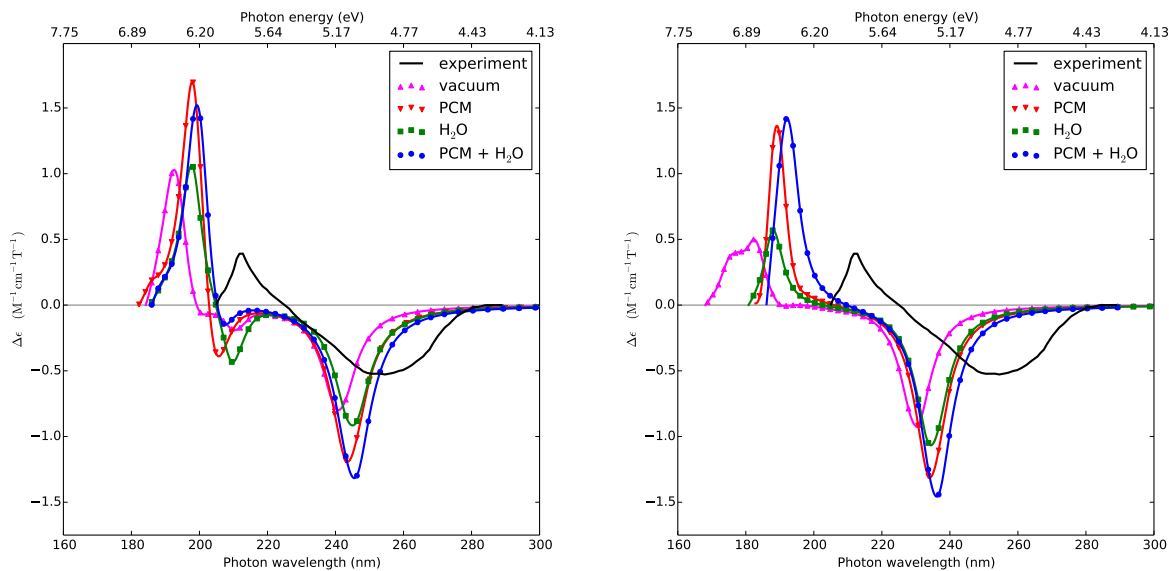 Photon energy (eV)
7.75 6.89 6.20 5.64 5.17 4.77 4.43 4.13
experiment
vacuum
PCM
H₂O
PCM + H₂O
1.5
1.0
0.5
0.0
−0.5
−1.0
−1.5
Δϵ (M⁻¹cm⁻¹T⁻¹)
160 180 200 220 240 260 280 300
Photon wavelength (nm)
Photon energy (eV)
7.75 6.89 6.20 5.64 5.17 4.77 4.43 4.13
experiment
vacuum
PCM
H₂O
PCM + H₂O
1.5
1.0
0.5
0.0
−0.5
−1.0
−1.5
Δϵ (M⁻¹cm⁻¹T⁻¹)
160 180 200 220 240 260 280 300
Photon wavelength (nm)